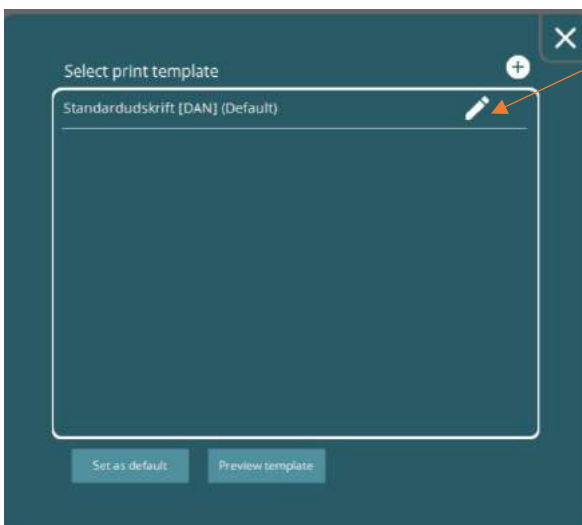 Select print template
Standardudskrift [DAN] (Default)
Set as default
Preview template